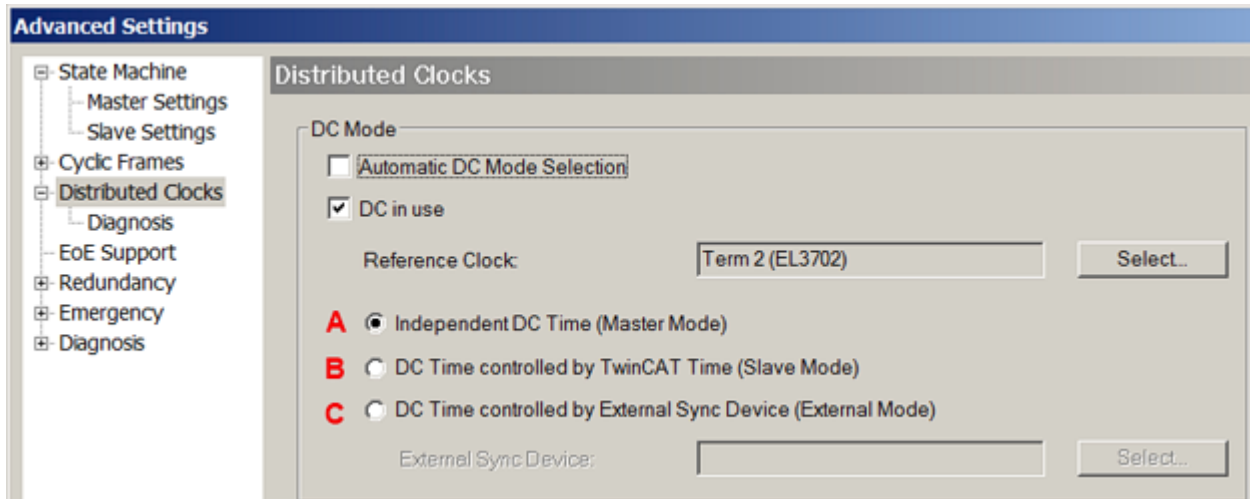 Advanced Settings
State Machine
Master Settings
Slave Settings
Cyclic Frames
Distributed Clocks
Diagnosis
EoE Support
Redundancy
Emergency
Diagnosis
Distributed Clocks
DC Mode
Automatic DC Mode Selection
DC in use
Reference Clock: Term 2 (EL3702) Select...
A Independent DC Time (Master Mode)
B DC Time controlled by TwinCAT Time (Slave Mode)
C DC Time controlled by External Sync Device (External Mode)
External Sync Device: Select...